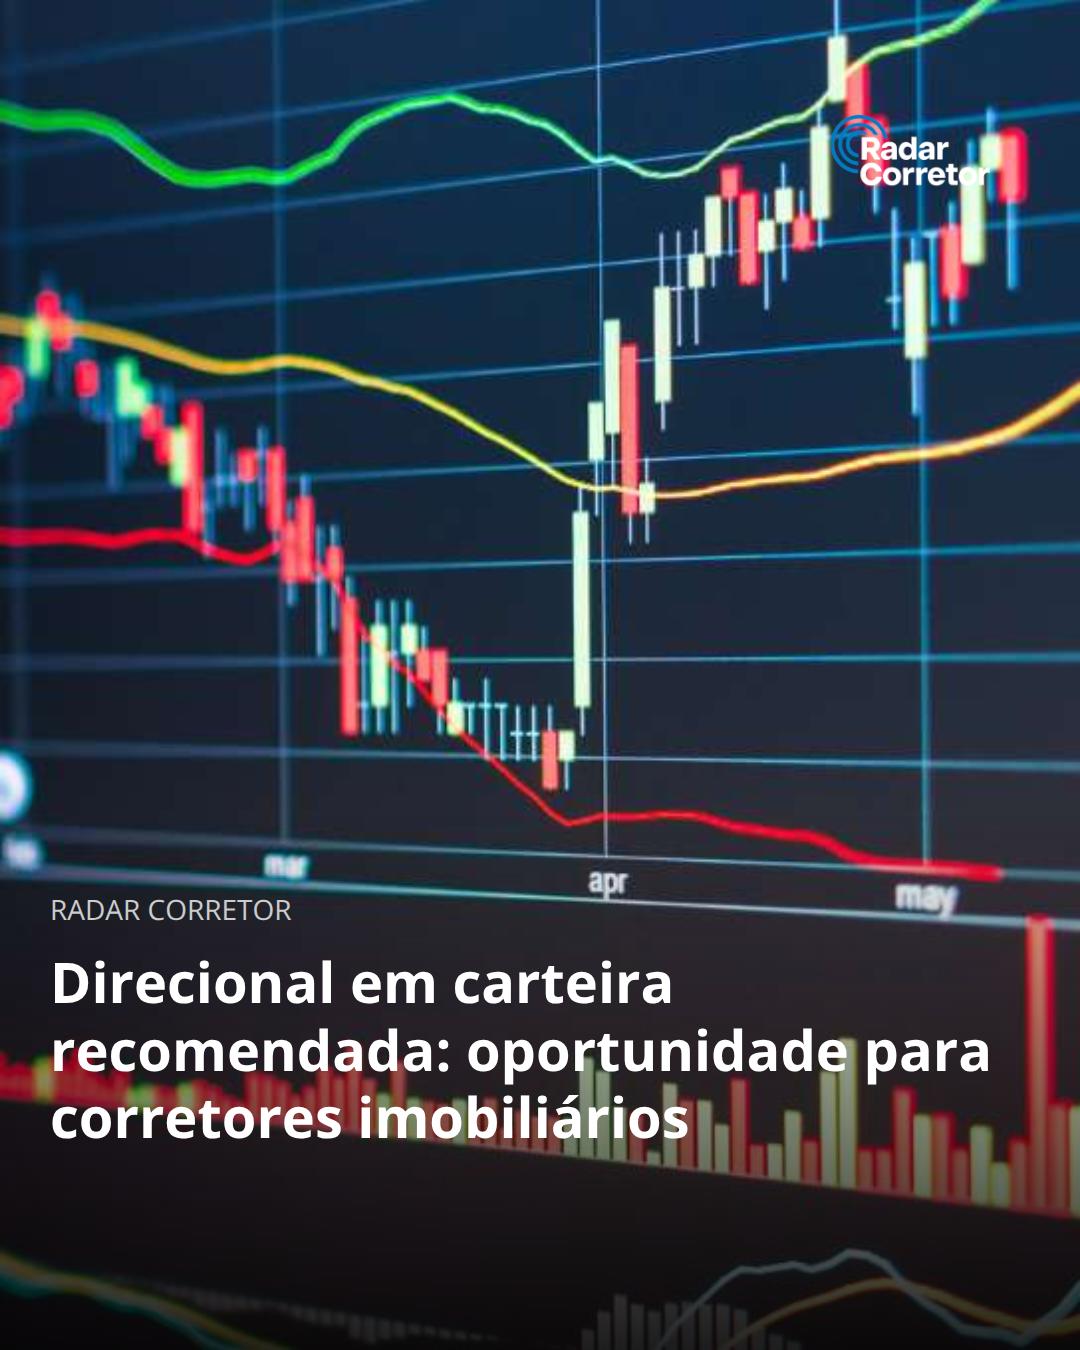 Radar
Corretor
mar
apr
may
RADAR CORRETOR
Direcional em carteira
recomendada: oportunidade para
corretores imobiliários